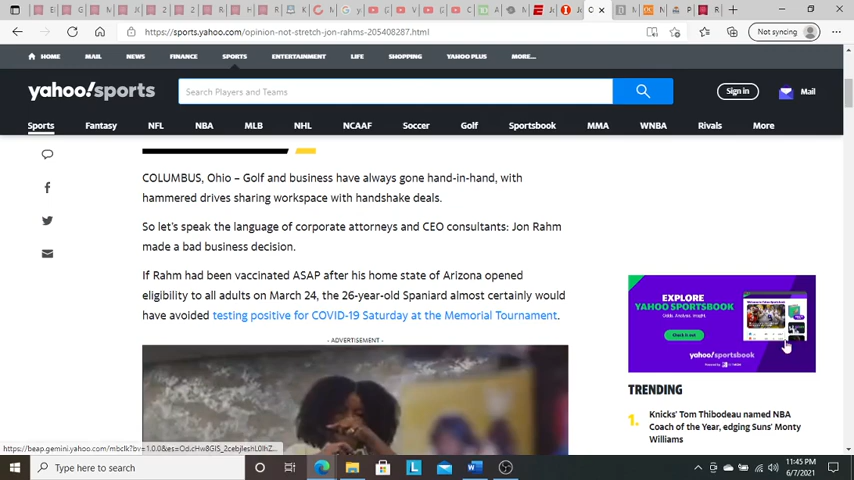 https://sports.yahoo.com/opinion-not-stretch-jon-rahms-205408287.html
Not syncing
HOME MAIL NEWS FINANCE SPORTS ENTERTAINMENT LIFE SHOPPING YAHOO PLUS MORE...
yahoo!sports
Search Players and Teams
Sign in
Mail
Sports Fantasy NFL NBA MLB NHL NCAAF Soccer Golf Sportsbook MMA WNBA Rivals More
COLUMBUS, Ohio – Golf and business have always gone hand-in-hand, with
hammered drives sharing workspace with handshake deals.
So let's speak the language of corporate attorneys and CEO consultants: Jon Rahm
made a bad business decision.
If Rahm had been vaccinated ASAP after his home state of Arizona opened
eligibility to all adults on March 24, the 26-year-old Spaniard almost certainly would
have avoided testing positive for COVID-19 Saturday at the Memorial Tournament.
- ADVERTISEMENT -
EXPLORE
YAHOO SPORTSBOOK
Odds. Analysis. Insight.
Check it out
yahoo!sportsbook
TRENDING
1. Knicks' Tom Thibodeau named NBA
Coach of the Year, edging Suns' Monty
Williams
Type here to search
11:45 PM
6/7/2021